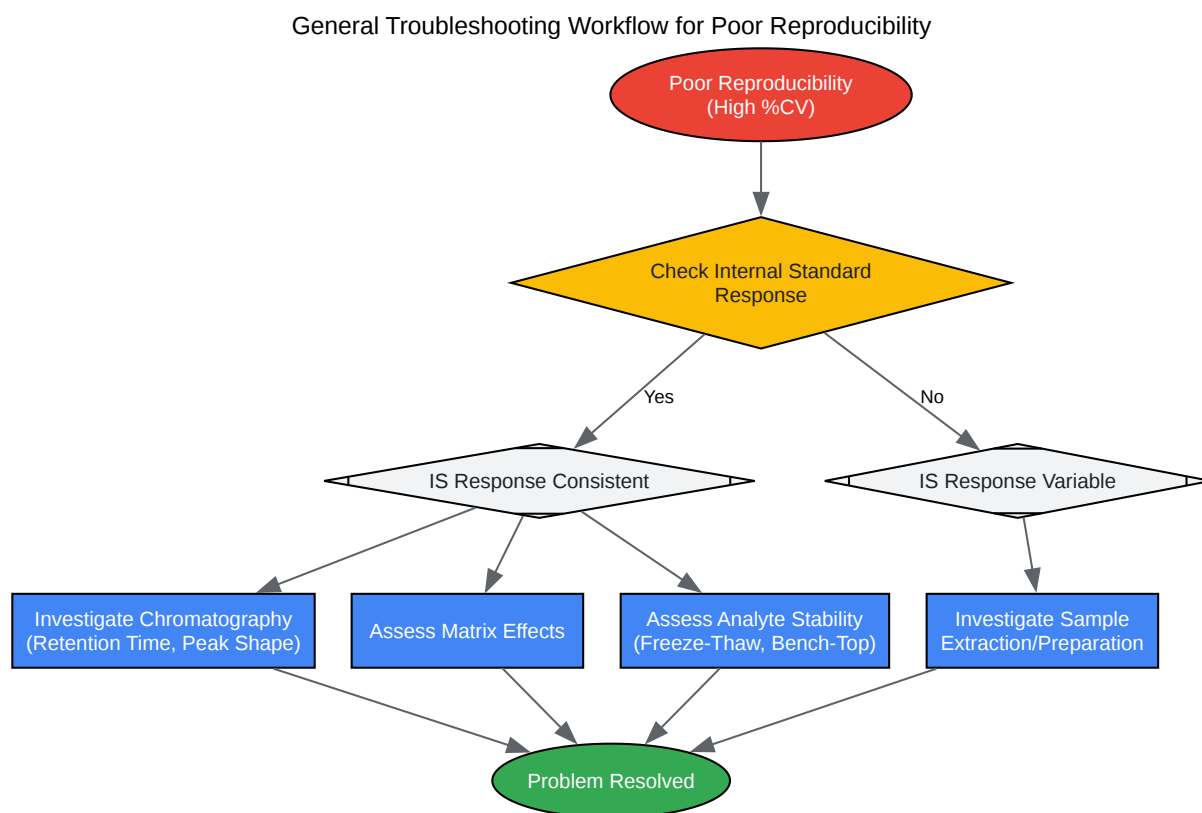 General Troubleshooting Workflow for Poor Reproducibility
Poor Reproducibility
(High %CV)
Check Internal Standard
Response
Yes
No
IS Response Consistent
IS Response Variable
Investigate Chromatography
(Retention Time, Peak Shape)
Assess Matrix Effects
Assess Analyte Stability
(Freeze-Thaw, Bench-Top)
Investigate Sample
Extraction/Preparation
Problem Resolved